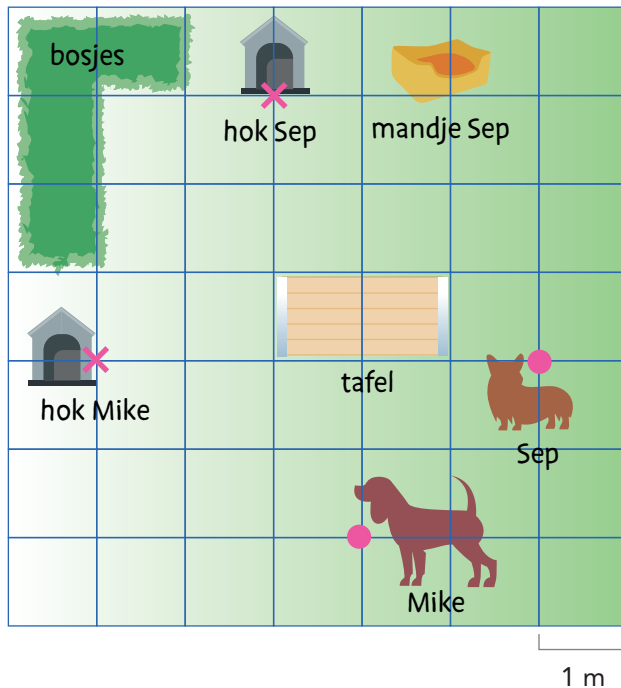 bosjes
hok Sep
mandje Sep
tafel
hok Mike
Sep
Mike
1 m